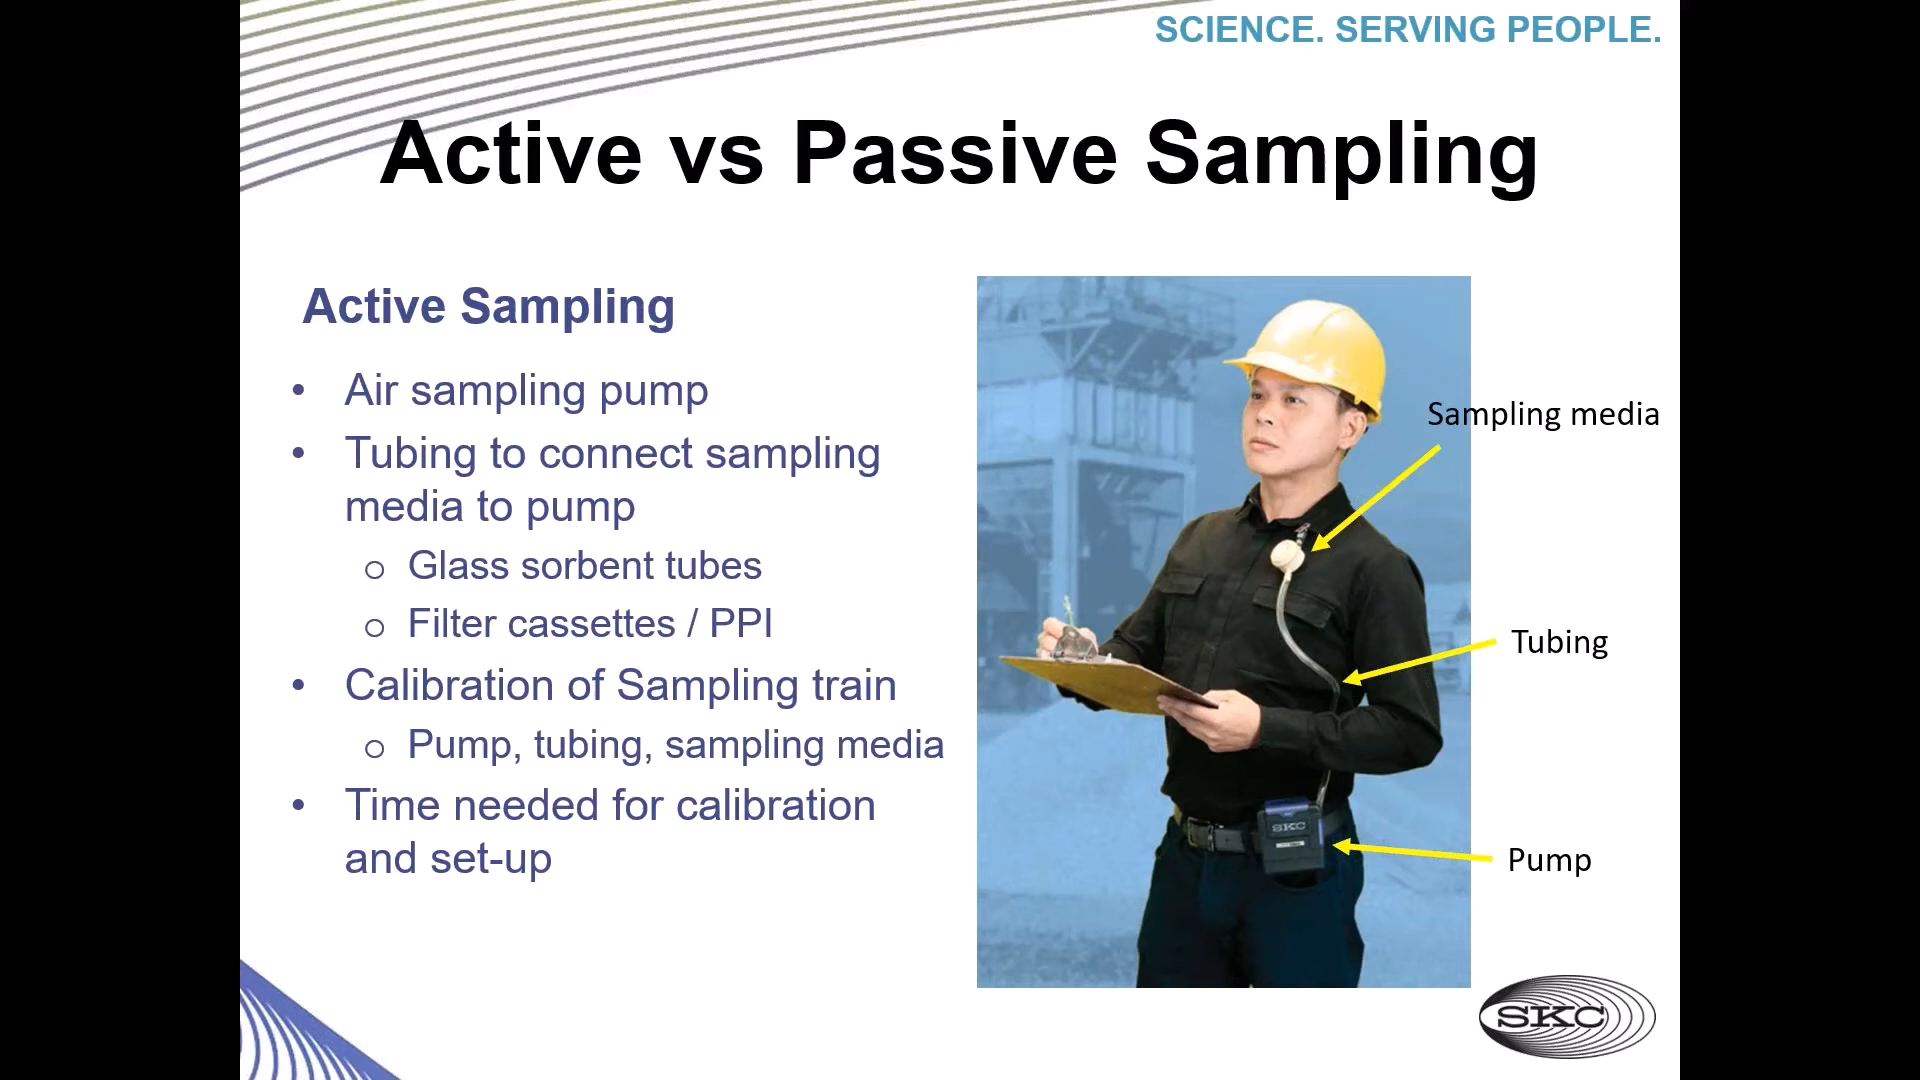 SCIENCE. SERVING PEOPLE.
Active vs Passive Sampling
Active Sampling
• Air sampling pump
• Tubing to connect sampling
media to pump
o Glass sorbent tubes
o Filter cassettes / PPI
• Calibration of Sampling train
o Pump, tubing, sampling media
• Time needed for calibration
and set-up
Sampling media
Tubing
Pump
SKC
SKC